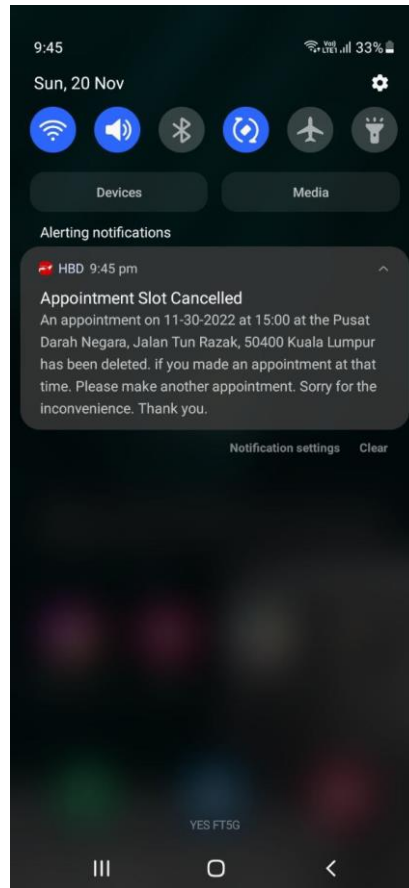 9:45 Vo) LTE1 33%
Sun, 20 Nov
Devices Media
Alerting notifications
HBD 9:45 pm
Appointment Slot Cancelled
An appointment on 11-30-2022 at 15:00 at the Pusat
Darah Negara, Jalan Tun Razak, 50400 Kuala Lumpur
has been deleted. if you made an appointment at that
time. Please make another appointment. Sorry for the
inconvenience. Thank you.
Notification settings Clear
YES FT5G